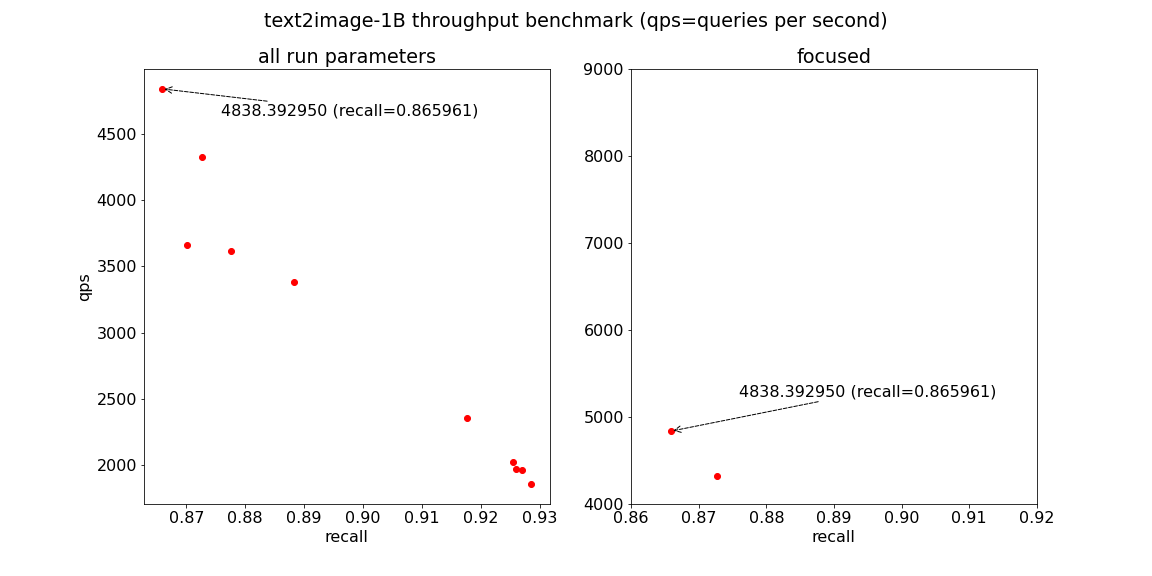 text2image-1B throughput benchmark (qps=queries per second)
all run parameters
4838.392950 (recall=0.865961)
qps
4500
4000
3500
3000
2500
2000
0.87 0.88 0.89 0.90 0.91 0.92 0.93
recall
focused
9000
8000
7000
6000
4838.392950 (recall=0.865961)
5000
4000
0.86 0.87 0.88 0.89 0.90 0.91 0.92
recall